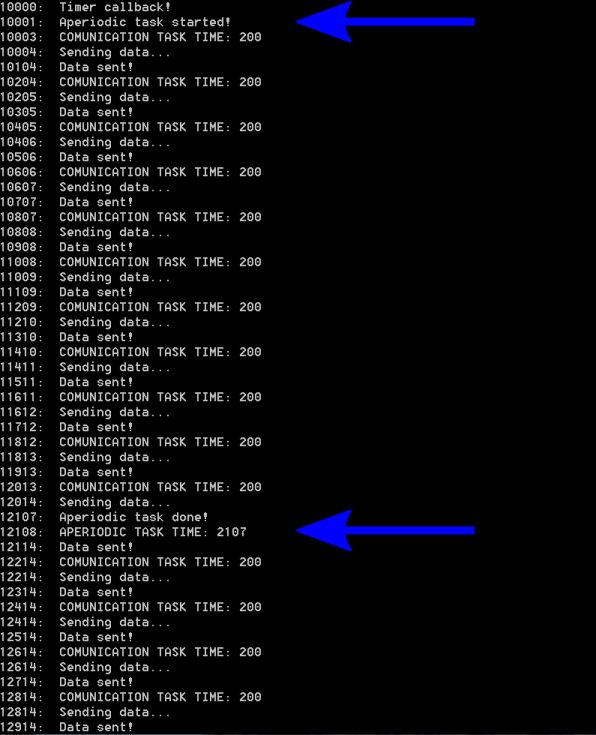 10000:  Timer callback!
10001:  Aperiodic task started!
10003:  COMUNICATION TASK TIME: 200
10004:  Sending data...
10104:  Data sent!
10204:  COMUNICATION TASK TIME: 200
10205:  Sending data...
10305:  Data sent!
10405:  COMUNICATION TASK TIME: 200
10406:  Sending data...
10506:  Data sent!
10606:  COMUNICATION TASK TIME: 200
10607:  Sending data...
10707:  Data sent!
10807:  COMUNICATION TASK TIME: 200
10808:  Sending data...
10908:  Data sent!
11008:  COMUNICATION TASK TIME: 200
11009:  Sending data...
11109:  Data sent!
11209:  COMUNICATION TASK TIME: 200
11210:  Sending data...
11310:  Data sent!
11410:  COMUNICATION TASK TIME: 200
11411:  Sending data...
11511:  Data sent!
11611:  COMUNICATION TASK TIME: 200
11612:  Sending data...
11712:  Data sent!
11812:  COMUNICATION TASK TIME: 200
11813:  Sending data...
11913:  Data sent!
12013:  COMUNICATION TASK TIME: 200
12014:  Sending data...
12107:  Aperiodic task done!
12108:  APERIODIC TASK TIME: 2107
12114:  Data sent!
12214:  COMUNICATION TASK TIME: 200
12214:  Sending data...
12314:  Data sent!
12414:  COMUNICATION TASK TIME: 200
12414:  Sending data...
12514:  Data sent!
12614:  COMUNICATION TASK TIME: 200
12614:  Sending data...
12714:  Data sent!
12814:  COMUNICATION TASK TIME: 200
12814:  Sending data...
12914:  Data sent!